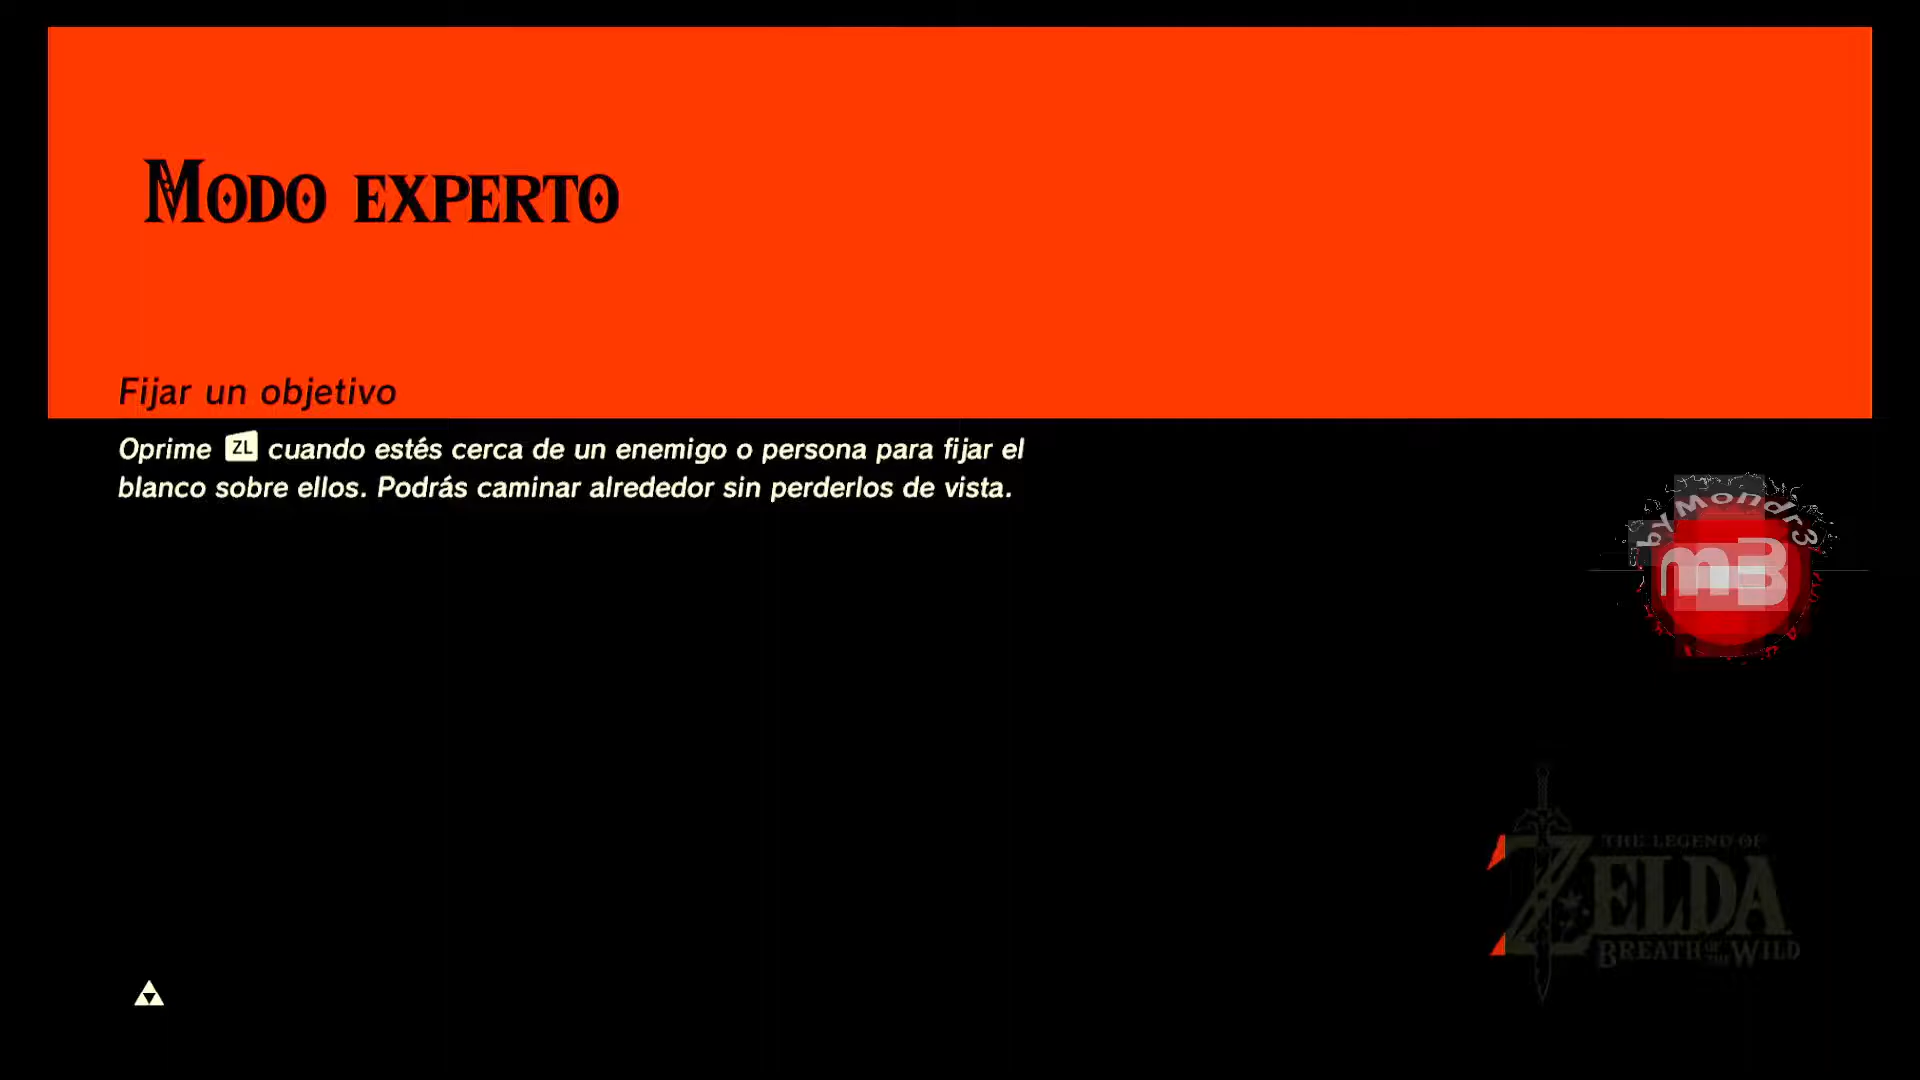 Modo experto
Fijar un objetivo
Oprime ZL cuando estés cerca de un enemigo o persona para fijar el
blanco sobre ellos. Podrás caminar alrededor sin perderlos de vista.
byMondr3
m3
THE LEGEND OF
ZELDA
BREATH OF THE WILD